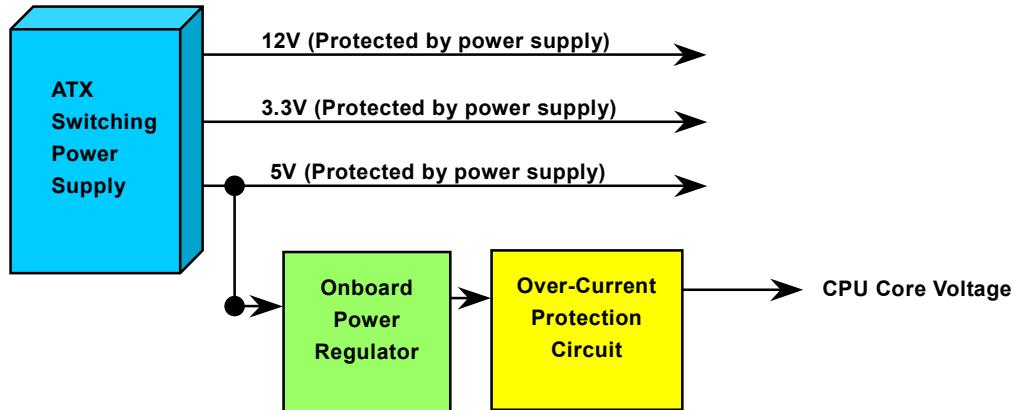 12V (Protected by power supply)
ATX
Switching
Power
Supply
3.3V (Protected by power supply)
5V (Protected by power supply)
Onboard
Power
Regulator
Over-Current
Protection
Circuit
CPU Core Voltage